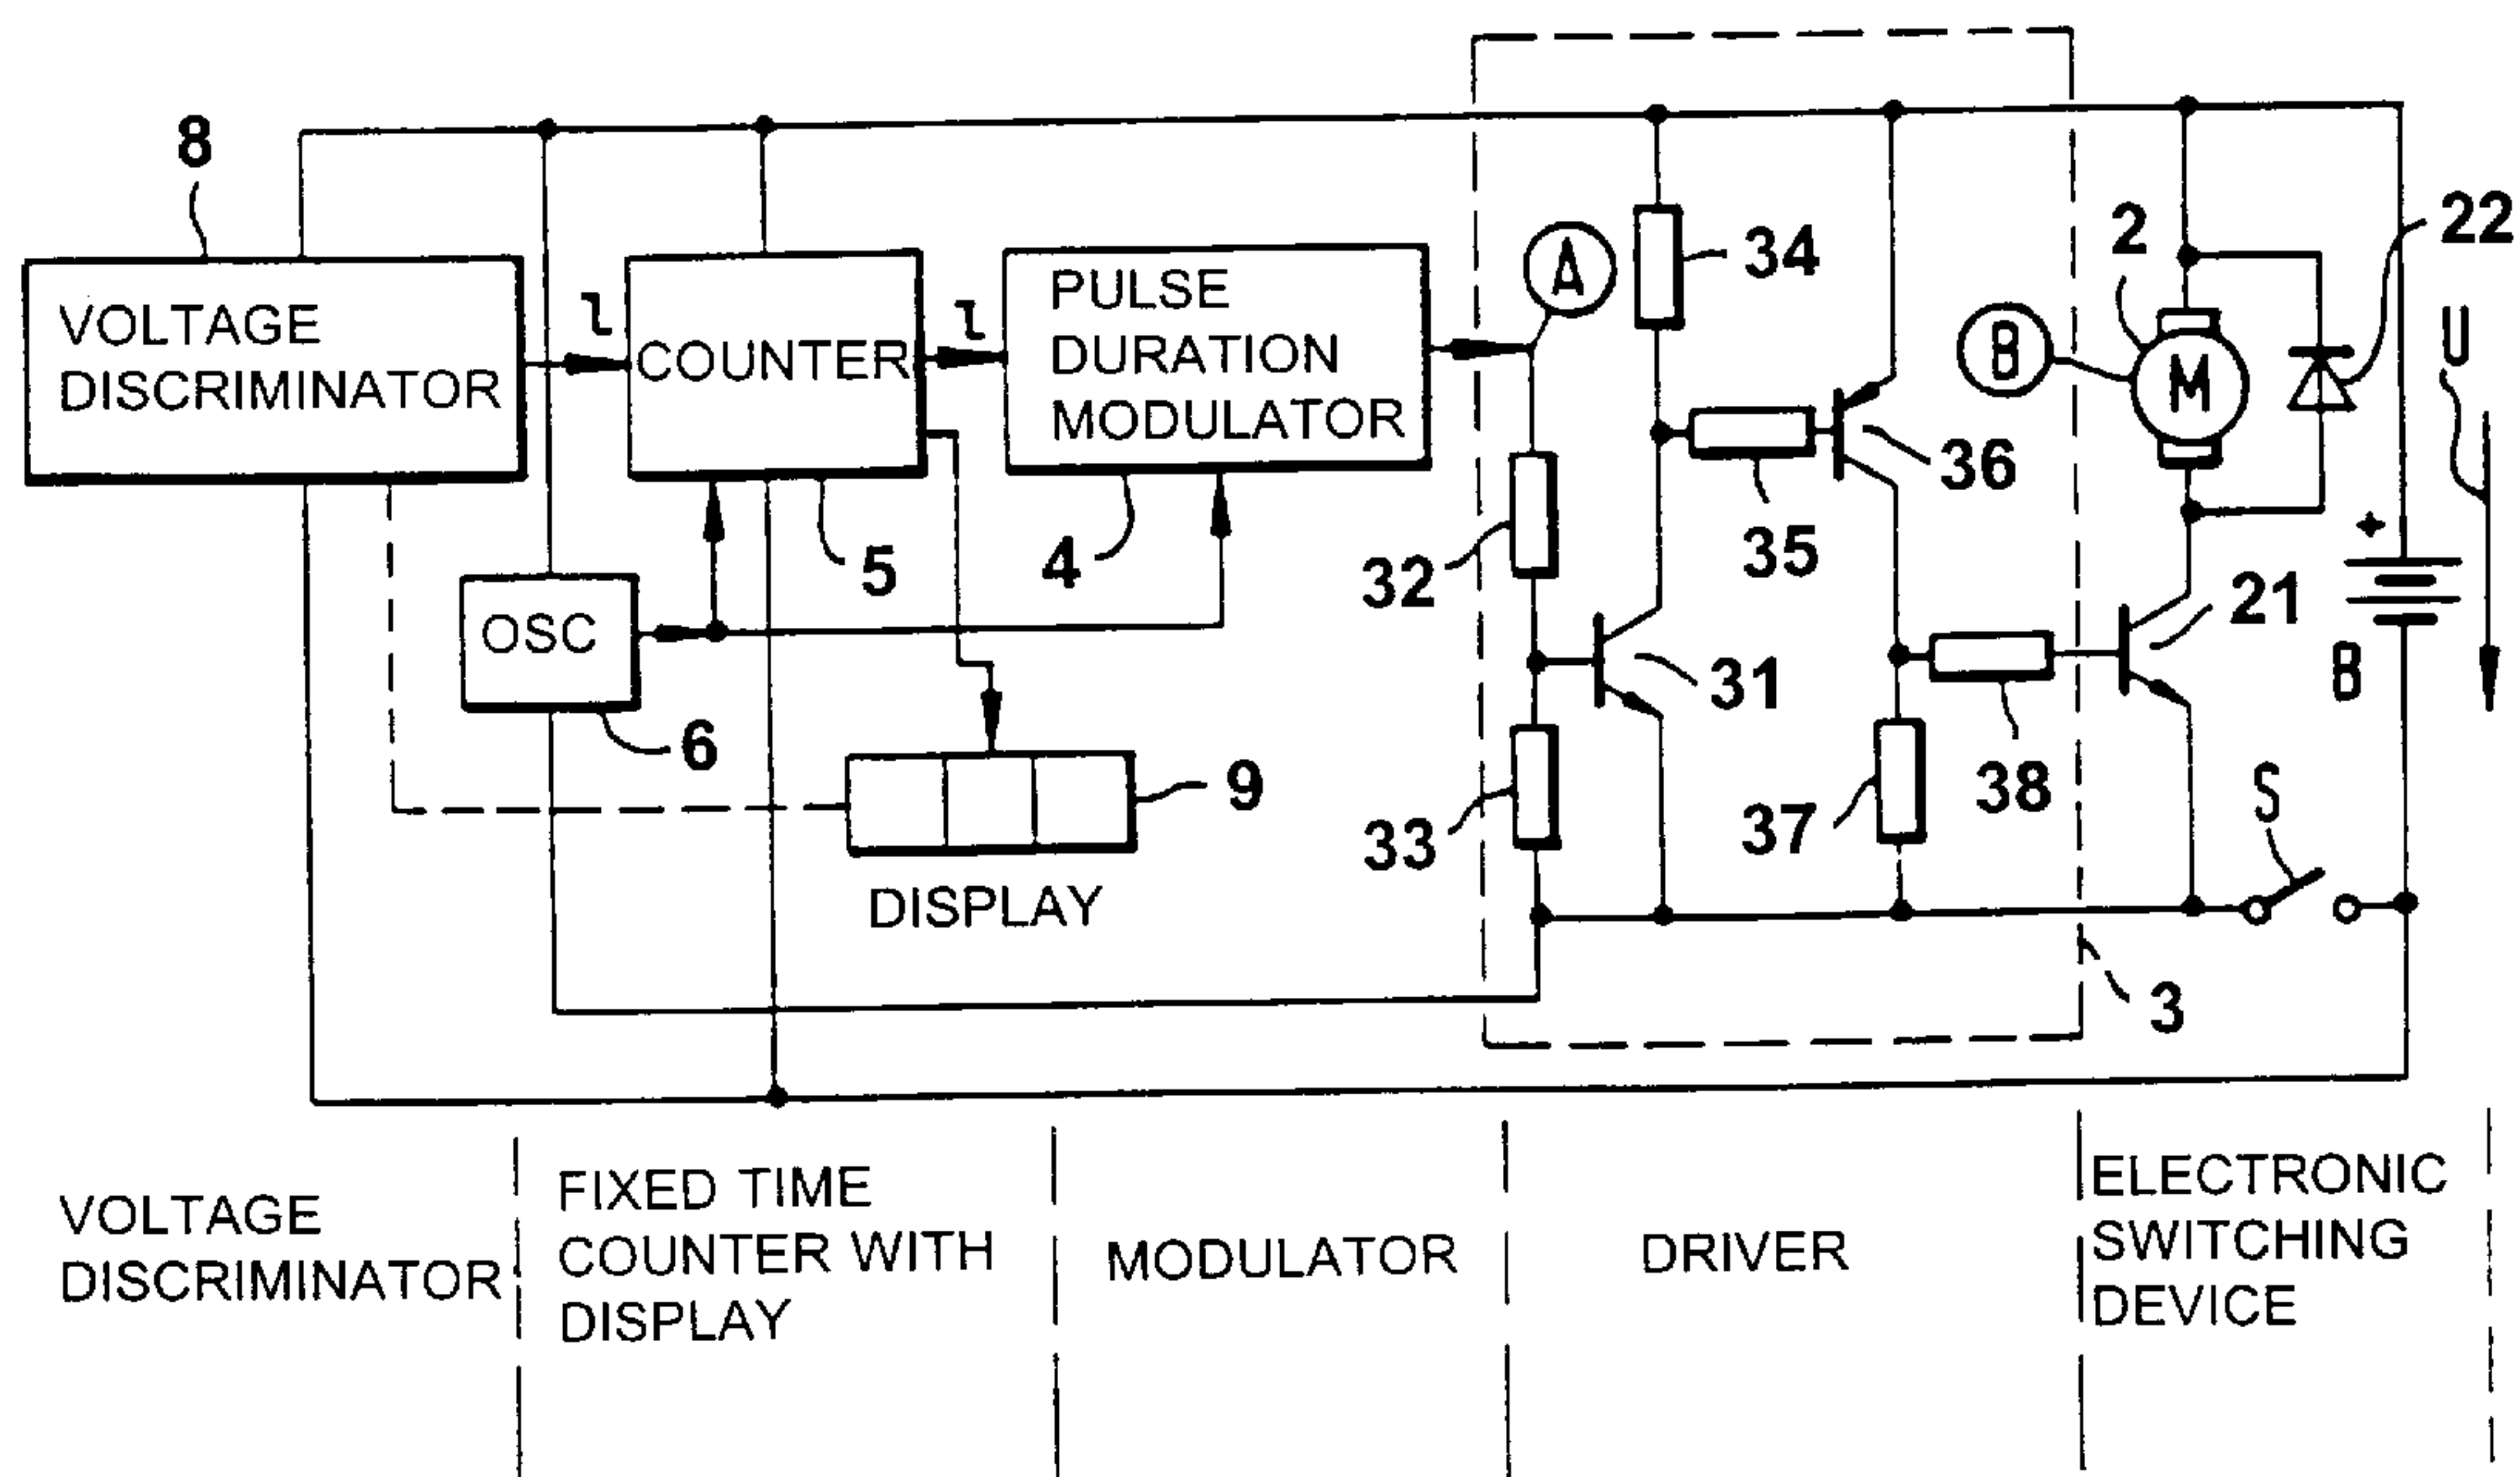 8
A
34
2
22
VOLTAGE
DISCRIMINATOR
COUNTER
PULSE
DURATION
MODULATOR
B
M
U
36
35
5
4
32
+
OSC
21
31
B
6
9
33
37
38
S
DISPLAY
3
VOLTAGE
DISCRIMINATOR
FIXED TIME
COUNTER WITH
DISPLAY
MODULATOR
DRIVER
ELECTRONIC
SWITCHING
DEVICE